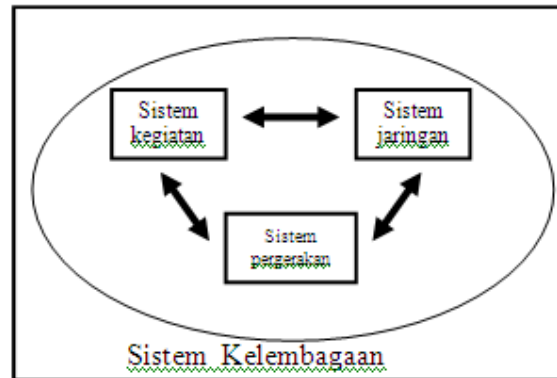 Sistem
kegiatan
Sistem
jaringan
Sistem
pergerakan
Sistem Kelembagaan